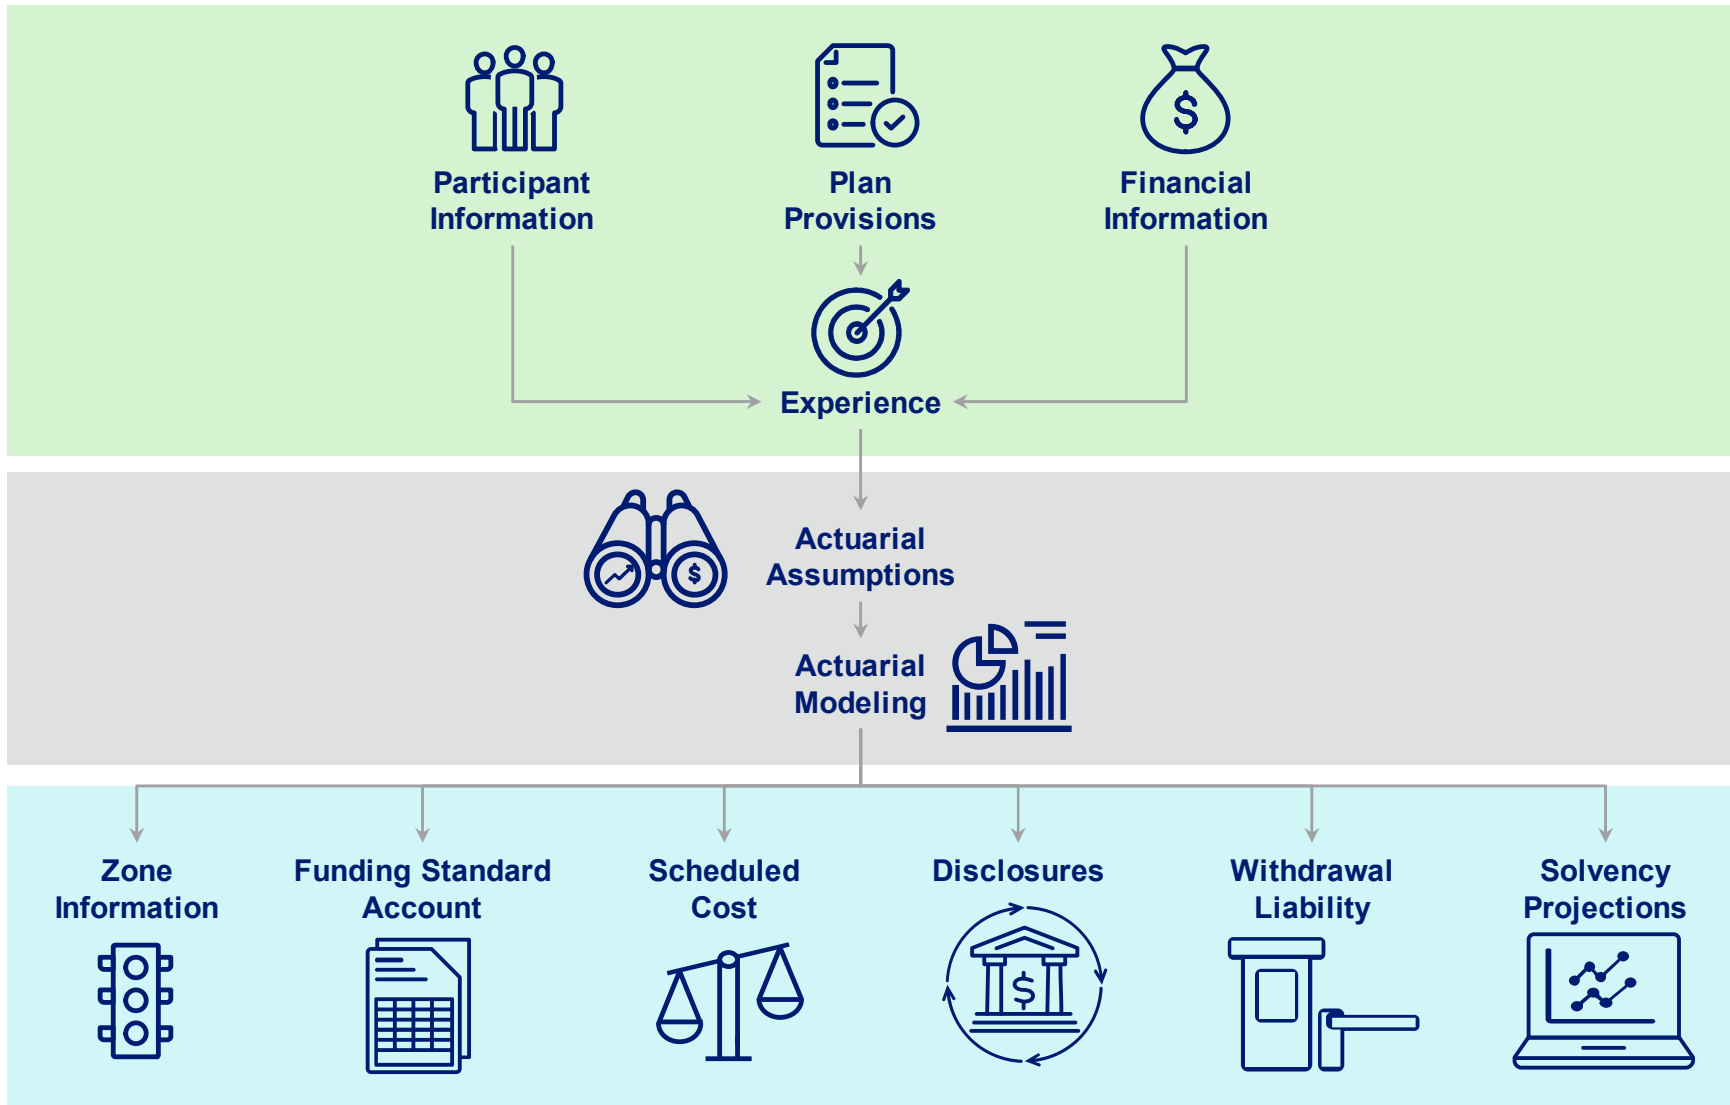 $
Participant
Information
Plan
Provisions
Financial
Information
Experience
$
Actuarial
Assumptions
Actuarial
Modeling
Zone
Information
Funding Standard
Account
Scheduled
Cost
Disclosures
Withdrawal
Liability
Solvency
Projections
$